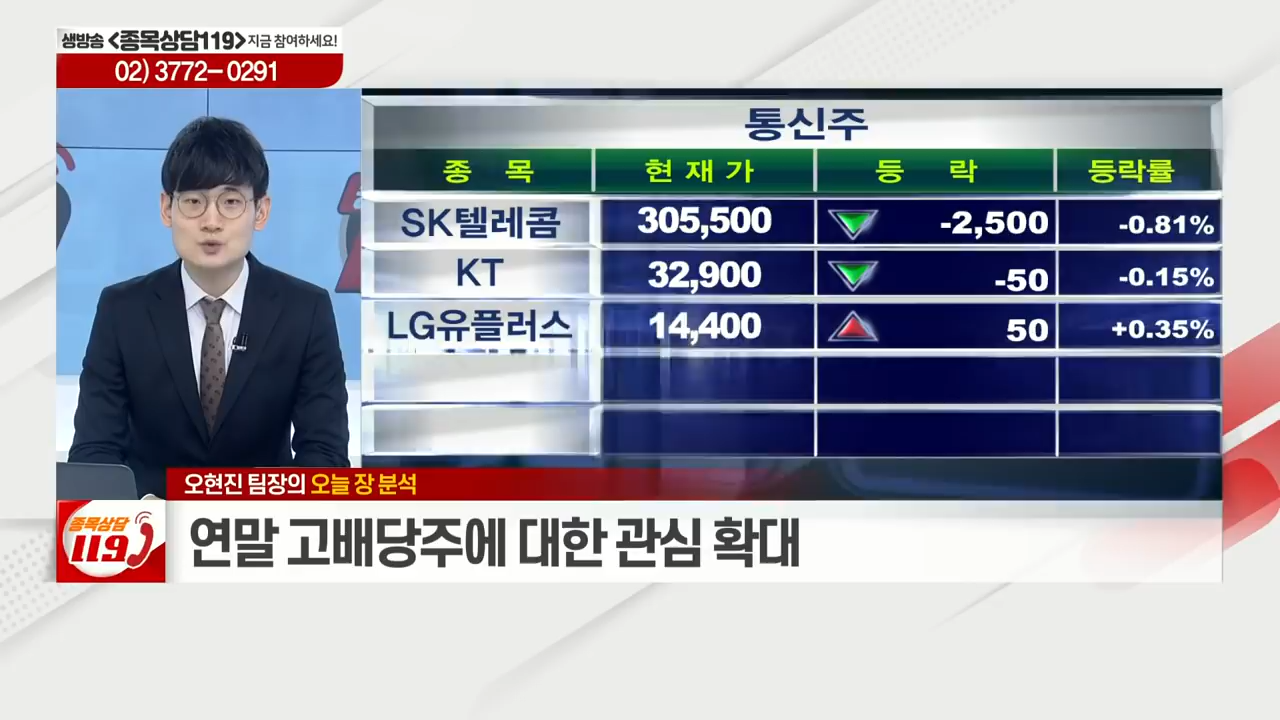 생방송 <종목상담119> 지금 참여하세요!
02) 3772-0291
통신주
종 목 현재가 등 락 등락률
SK텔레콤 305,500 -2,500 -0.81%
KT 32,900 -50 -0.15%
LG유플러스 14,400 50 +0.35%
오현진 팀장의 오늘 장 분석
종목상담
119
연말 고배당주에 대한 관심 확대